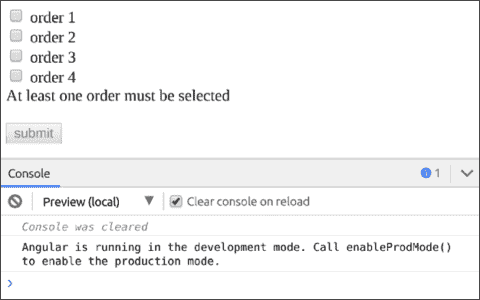 order 1
order 2
order 3
order 4
At least one order must be selected
submit
Console
1
Preview (local) ▼ Clear console on reload
Console was cleared
Angular is running in the development mode. Call enableProdMode()
to enable the production mode.